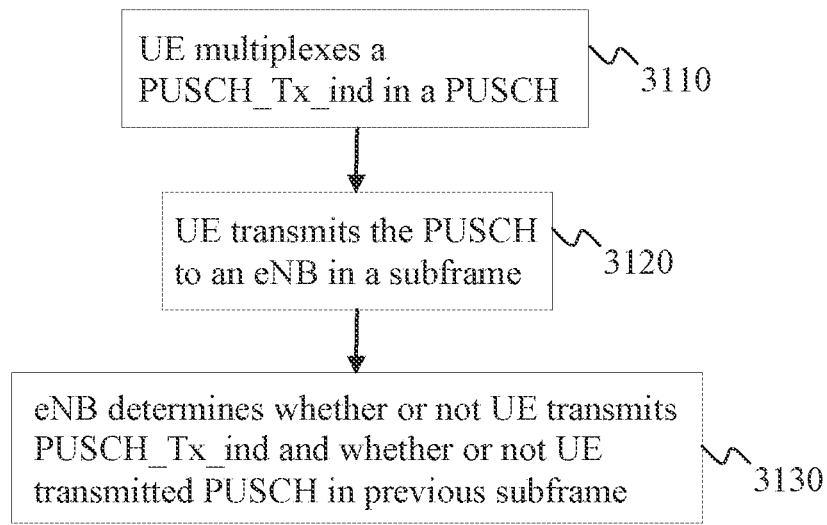 UE multiplexes a
PUSCH_Tx_ind in a PUSCH
3110
UE transmits the PUSCH
to an eNB in a subframe
3120
eNB determines whether or not UE transmits
PUSCH_Tx_ind and whether or not UE
transmitted PUSCH in previous subframe
3130